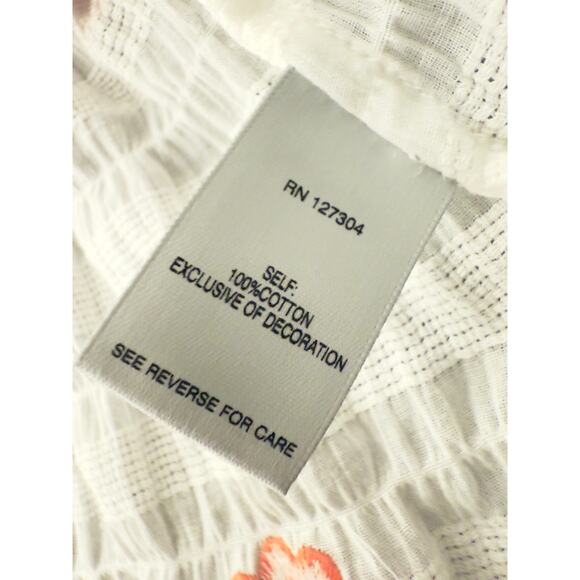 RN 127304
SELF:
100%COTTON
EXCLUSIVE OF DECORATION
SEE REVERSE FOR CARE